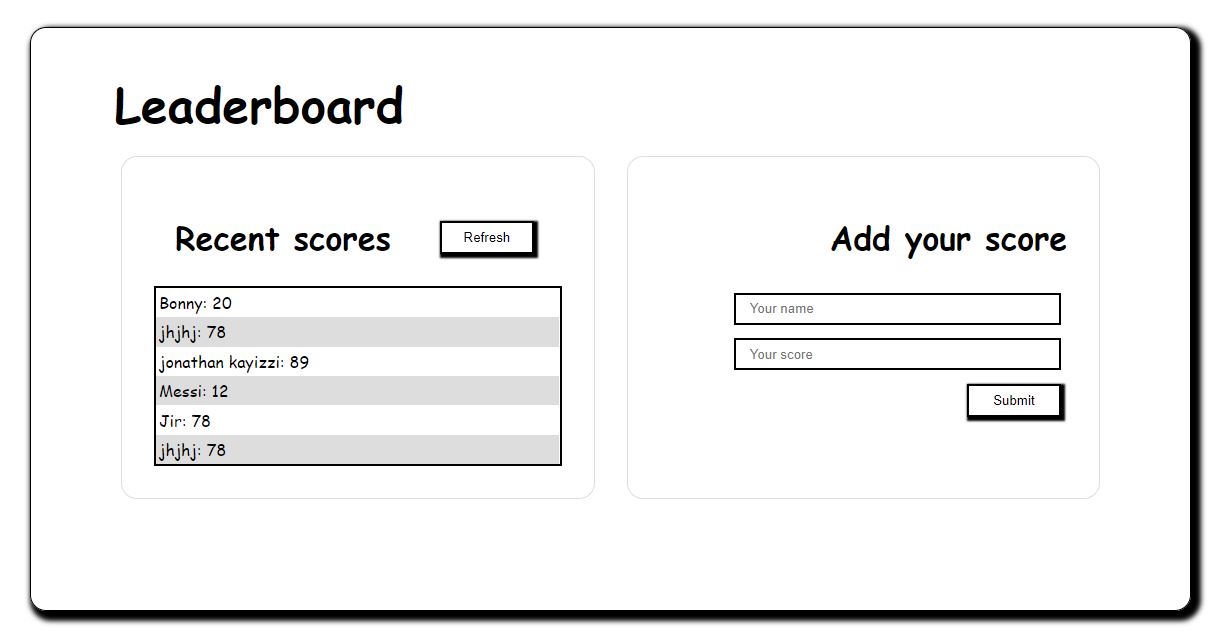 Leaderboard
Recent scores
Refresh
Bonny: 20
jhjhj: 78
jonathan kayizzi: 89
Messi: 12
Jir: 78
jhjhj: 78
Add your score
Your name
Your score
Submit